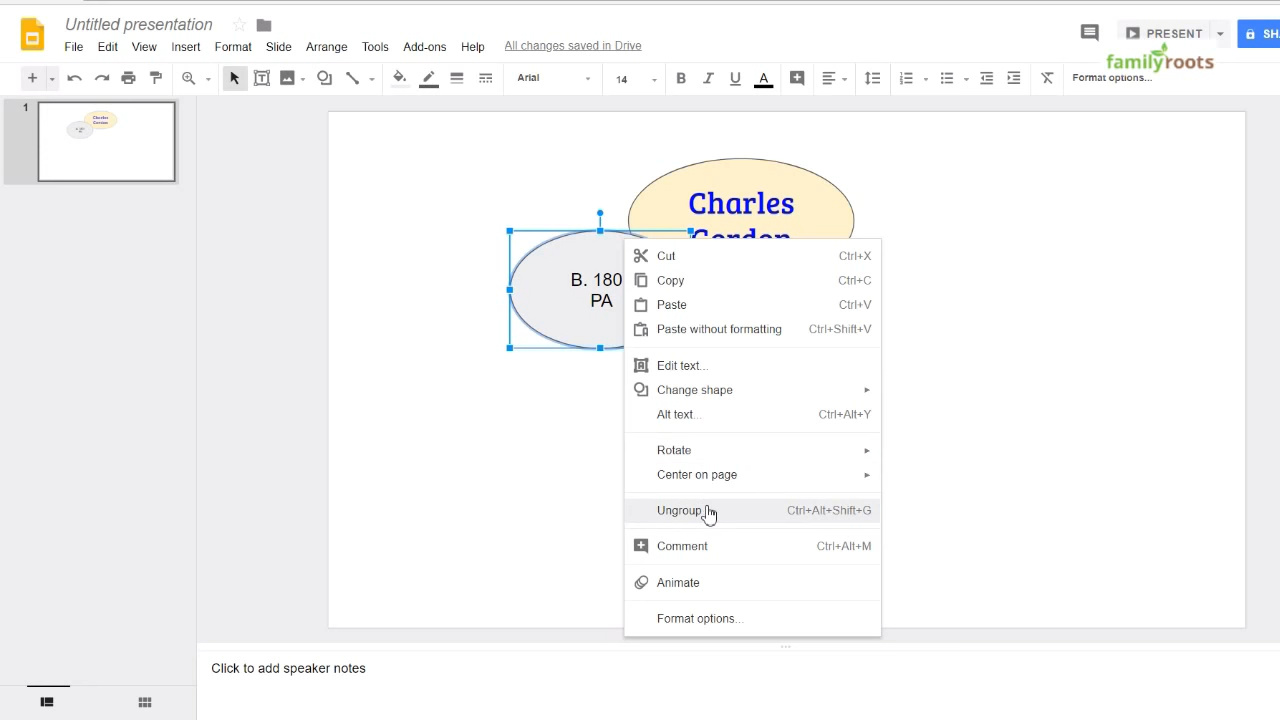 Untitled presentation
File Edit View Insert Format Slide Arrange Tools Add-ons Help All changes saved in Drive
PRESENT
familyroots
Arial 14 B I U A Format options...
1
Charles
Gordon
B. 180
PA
Cut Ctrl+X
Copy Ctrl+C
Paste Ctrl+V
Paste without formatting Ctrl+Shift+V
Edit text...
Change shape
Alt text... Ctrl+Alt+Y
Rotate
Center on page
Ungroup Ctrl+Alt+Shift+G
Comment Ctrl+Alt+M
Animate
Format options...
Click to add speaker notes